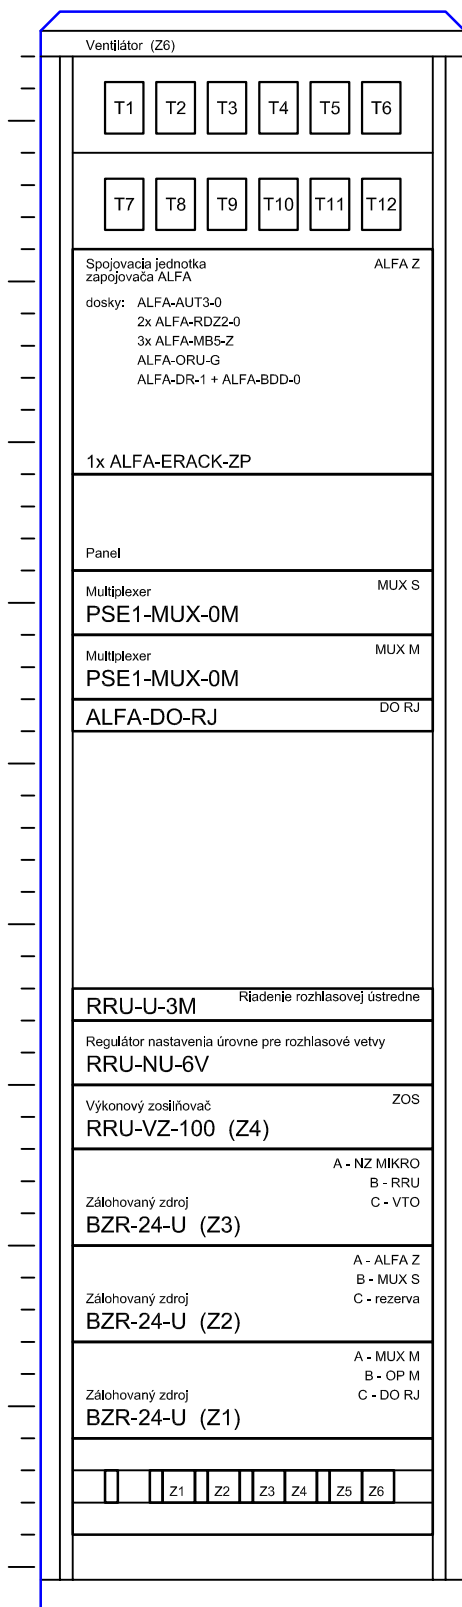 Ventilátor (Z6)
T1 T2 T3 T4 T5 T6
T7 T8 T9 T10 T11 T12
Spojovacia jednotka ALFA Z
zapojovača ALFA
dosky: ALFA-AUT3-0
2x ALFA-RDZ2-0
3x ALFA-MB5-Z
ALFA-ORU-G
ALFA-DR-1 + ALFA-BDD-0
1x ALFA-ERACK-ZP
Panel
Multiplexer MUX S
PSE1-MUX-0M
Multiplexer MUX M
PSE1-MUX-0M
ALFA-DO-RJ DO RJ
RRU-U-3M Riadenie rozhlasovej ústredne
Regulátor nastavenia úrovne pre rozhlasové vetvy
RRU-NU-6V
Výkonový zosilňovač ZOS
RRU-VZ-100 (Z4)
A - NZ MIKRO
B - RRU
Zálohovaný zdroj C - VTO
BZR-24-U (Z3)
A - ALFA Z
B - MUX S
Zálohovaný zdroj C - rezerva
BZR-24-U (Z2)
A - MUX M
B - OP M
Zálohovaný zdroj C - DO RJ
BZR-24-U (Z1)
Z1 Z2 Z3 Z4 Z5 Z6